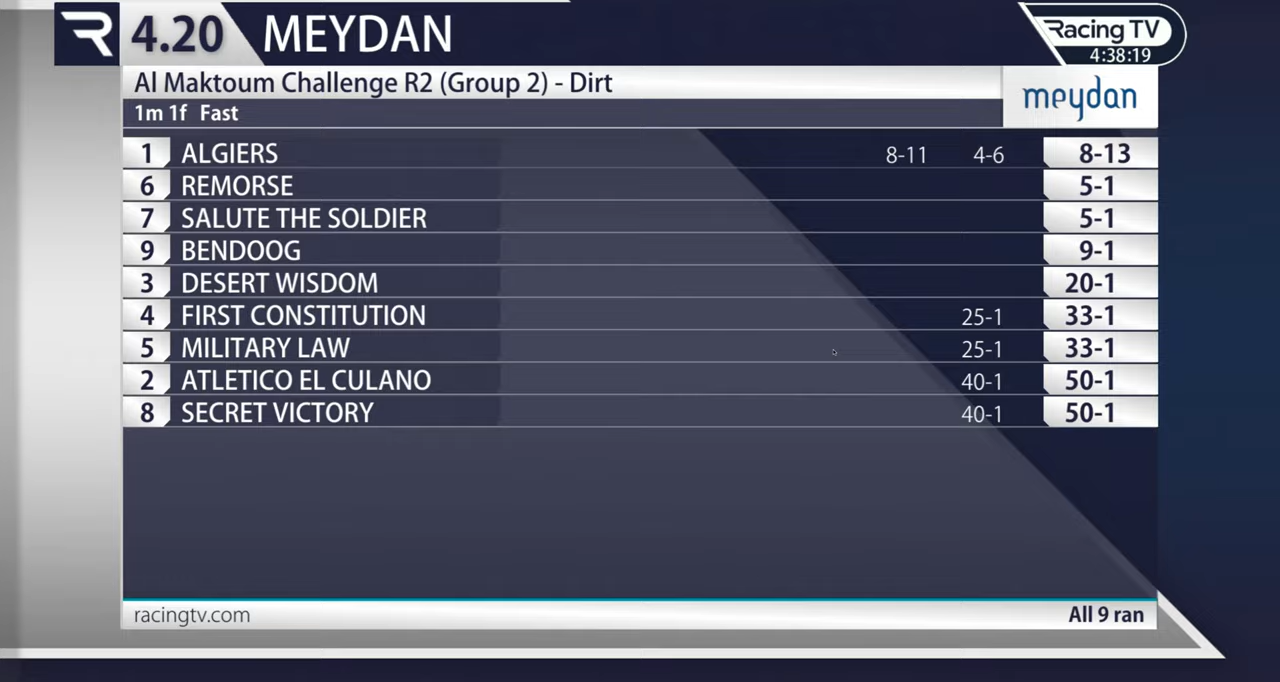 4.20 MEYDAN
Racing TV
4:38:19
Al Maktoum Challenge R2 (Group 2) - Dirt
meydan
1m 1f Fast
1 ALGIERS 8-11 4-6 8-13
6 REMORSE 5-1
7 SALUTE THE SOLDIER 5-1
9 BENDOOG 9-1
3 DESERT WISDOM 20-1
4 FIRST CONSTITUTION 25-1 33-1
5 MILITARY LAW 25-1 33-1
2 ATLETICO EL CULANO 40-1 50-1
8 SECRET VICTORY 40-1 50-1
racingtv.com All 9 ran